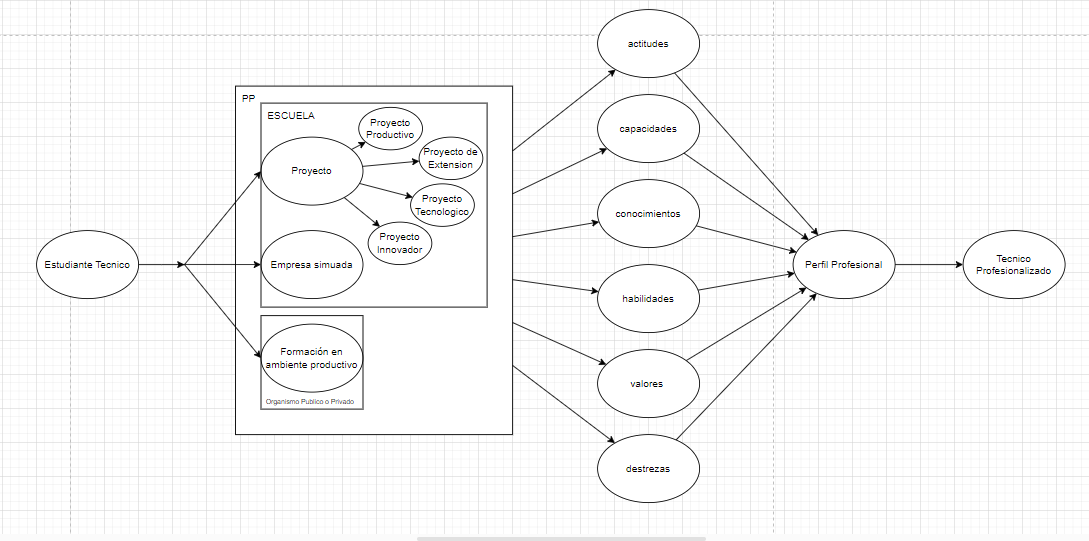 actitudes
PP
ESCUELA
Proyecto
Productivo
capacidades
Proyecto de
Extension
Proyecto
Proyecto
Tecnologico
conocimientos
Proyecto
Innovador
Estudiante Tecnico
Empresa simuada
Perfil Profesional
Tecnico
Profesionalizado
habilidades
Formación en
ambiente productivo
Organismo Publico o Privado
valores
destrezas